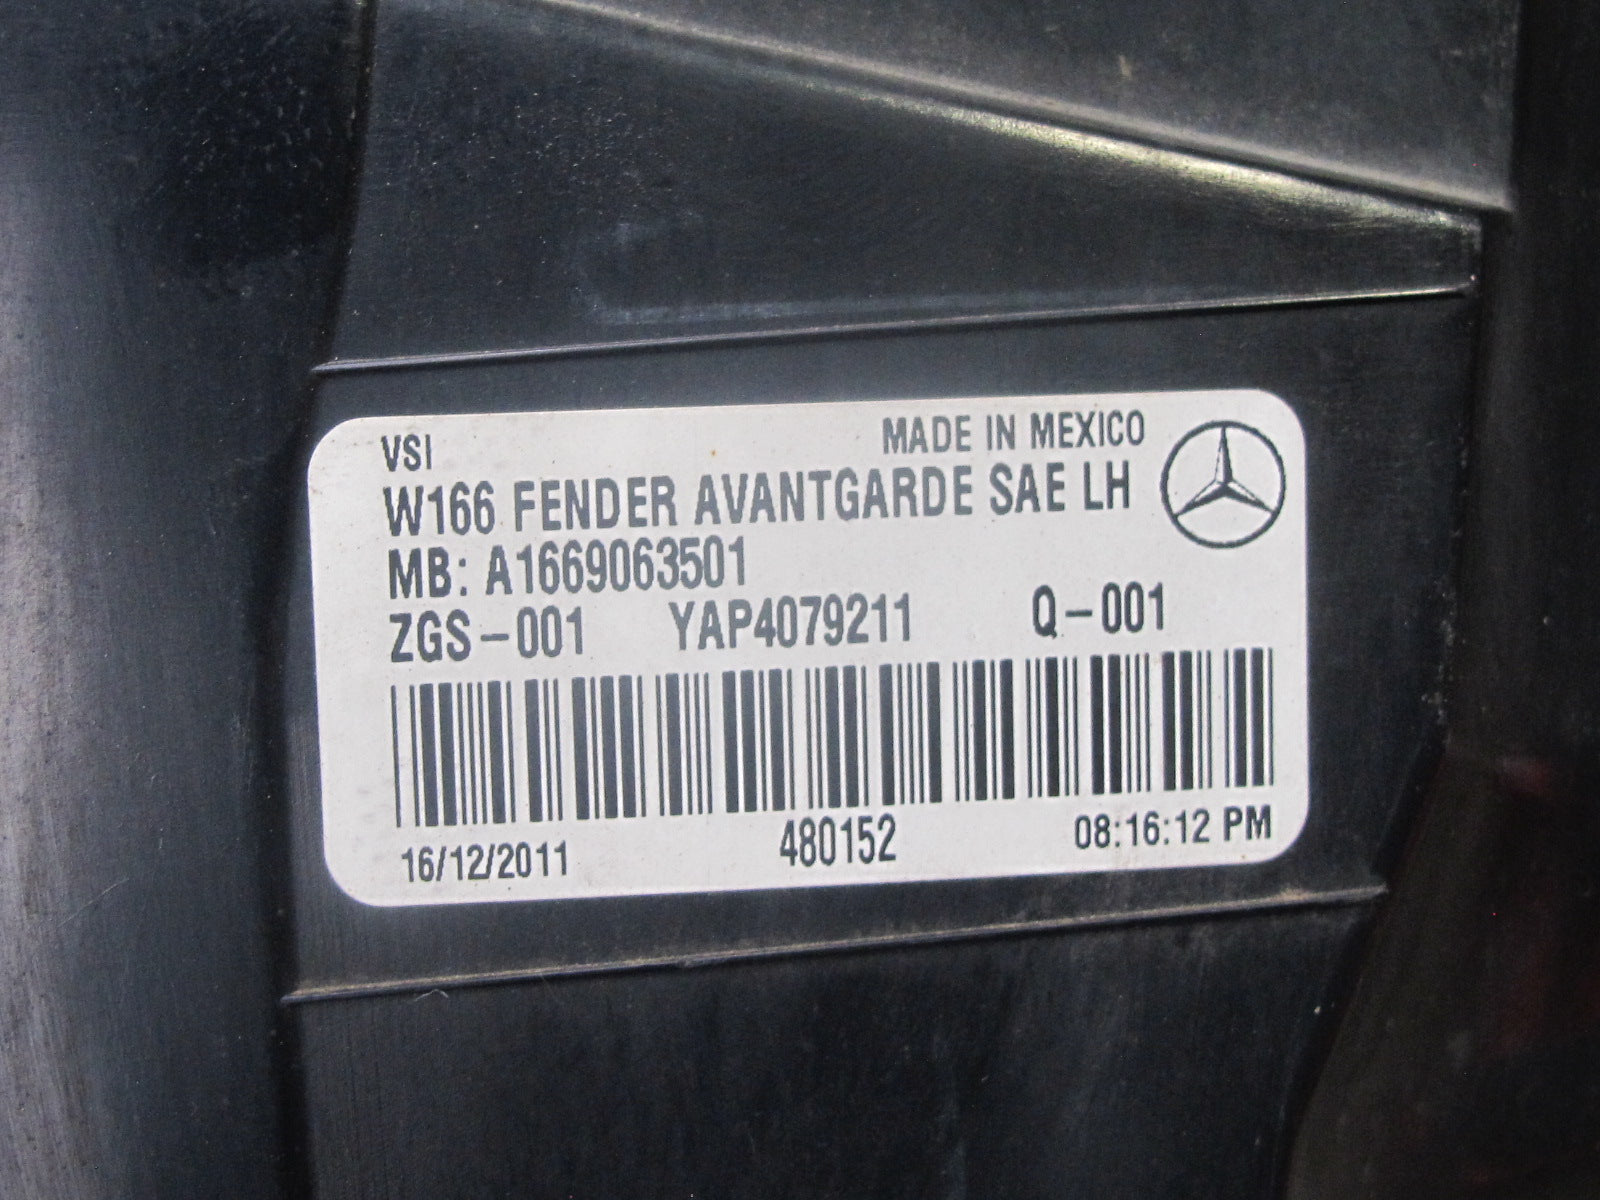 VSI MADE IN MEXICO
W166 FENDER AVANTGARDE SAE LH
MB: A1669063501
ZGS-001 YAP4079211 Q-001
16/12/2011 480152 08:16:12 PM